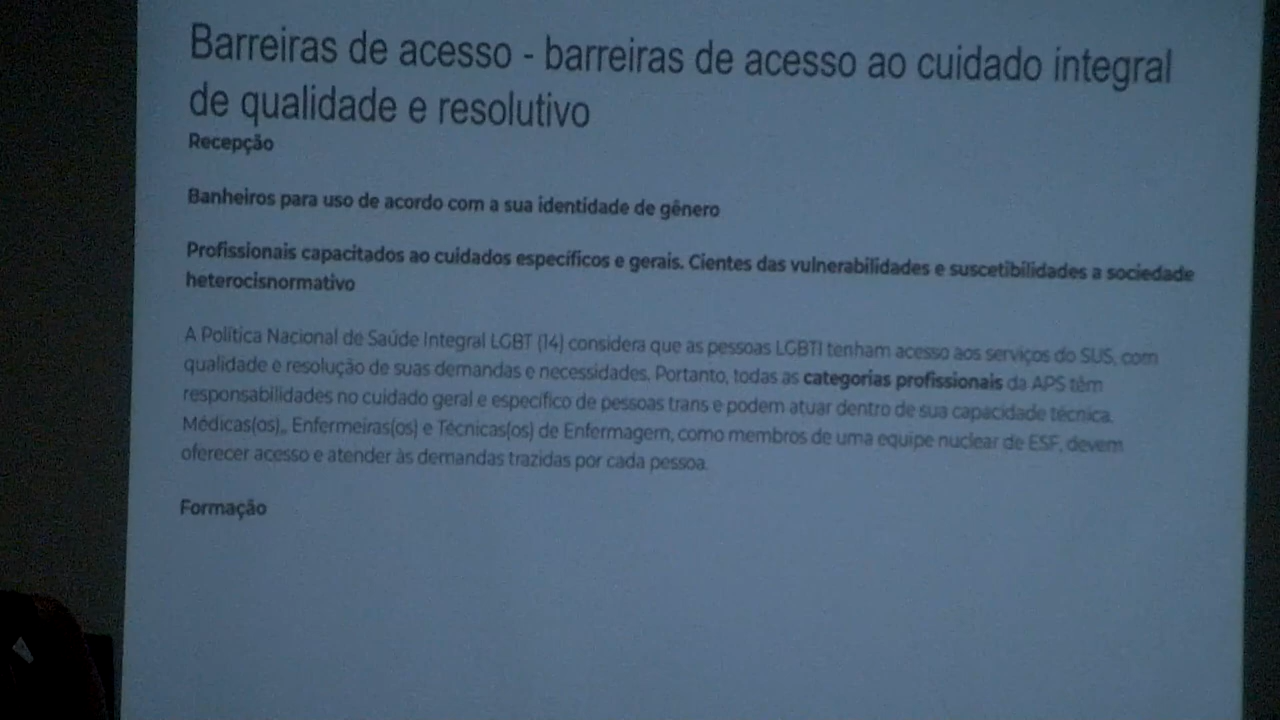 Barreiras de acesso - barreiras de acesso ao cuidado integral
de qualidade e resolutivo
Recepção
Banheiros para uso de acordo com a sua identidade de gênero
Profissionais capacitados ao cuidados específicos e gerais. Cientes das vulnerabilidades e suscetibilidades a sociedade
heterocisnormativo
A Política Nacional de Saúde Integral LGBT (14) considera que as pessoas LGBTI tenham acesso aos serviços do SUS, com
qualidade e resolução de suas demandas e necessidades. Portanto, todas as categorias profissionais da APS têm
responsabilidades no cuidado geral e específico de pessoas trans e podem atuar dentro de sua capacidade técnica.
Médicas(os),, Enfermeiras(os) e Técnicas(os) de Enfermagem, como membros de uma equipe nuclear de ESF, devem
oferecer acesso e atender às demandas trazidas por cada pessoa.
Formação